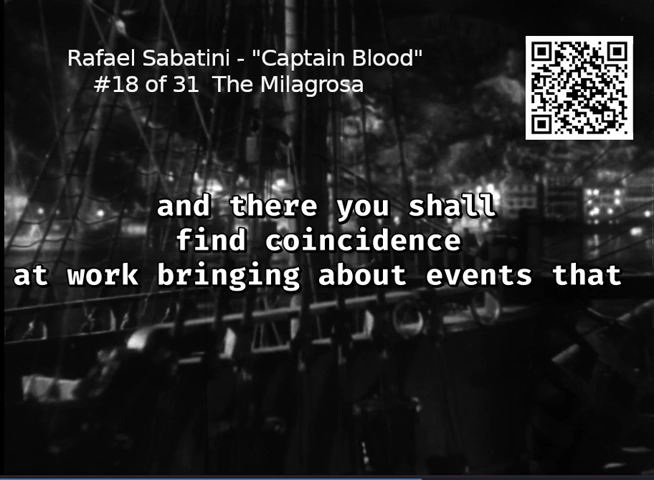 Rafael Sabatini - "Captain Blood"
#18 of 31  The Milagrosa
and there you shall
find coincidence
at work bringing about events that